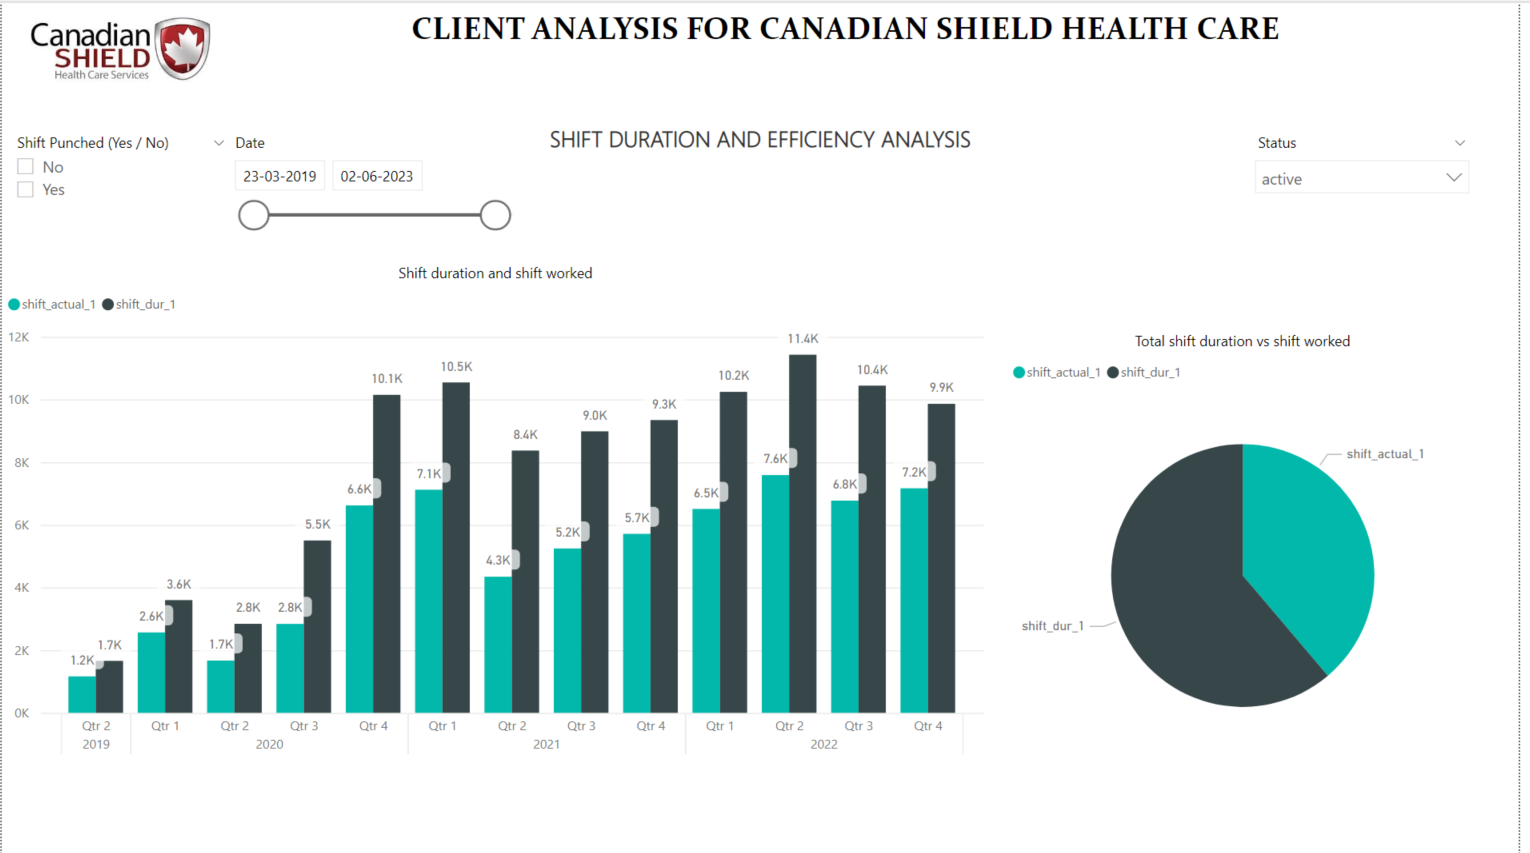 Canadian
SHIELD
Health Care Services
CLIENT ANALYSIS FOR CANADIAN SHIELD HEALTH CARE
SHIFT DURATION AND EFFICIENCY ANALYSIS
Shift Punched (Yes / No)
No
Yes
Date
23-03-2019 02-06-2023
Status
active
Shift duration and shift worked
shift_actual_1 shift_dur_1
12K
10K
8K
6K
4K
2K
0K
1.2K 1.7K
2.6K 3.6K
1.7K 2.8K
2.8K 5.5K
6.6K 10.1K
7.1K 10.5K
4.3K 8.4K
5.2K 9.0K
5.7K 9.3K
6.5K 10.2K
7.6K 11.4K
6.8K 10.4K
7.2K 9.9K
Qtr 2 Qtr 1 Qtr 2 Qtr 3 Qtr 4 Qtr 1 Qtr 2 Qtr 3 Qtr 4 Qtr 1 Qtr 2 Qtr 3 Qtr 4
2019 2020 2021 2022
Total shift duration vs shift worked
shift_actual_1 shift_dur_1
shift_actual_1
shift_dur_1